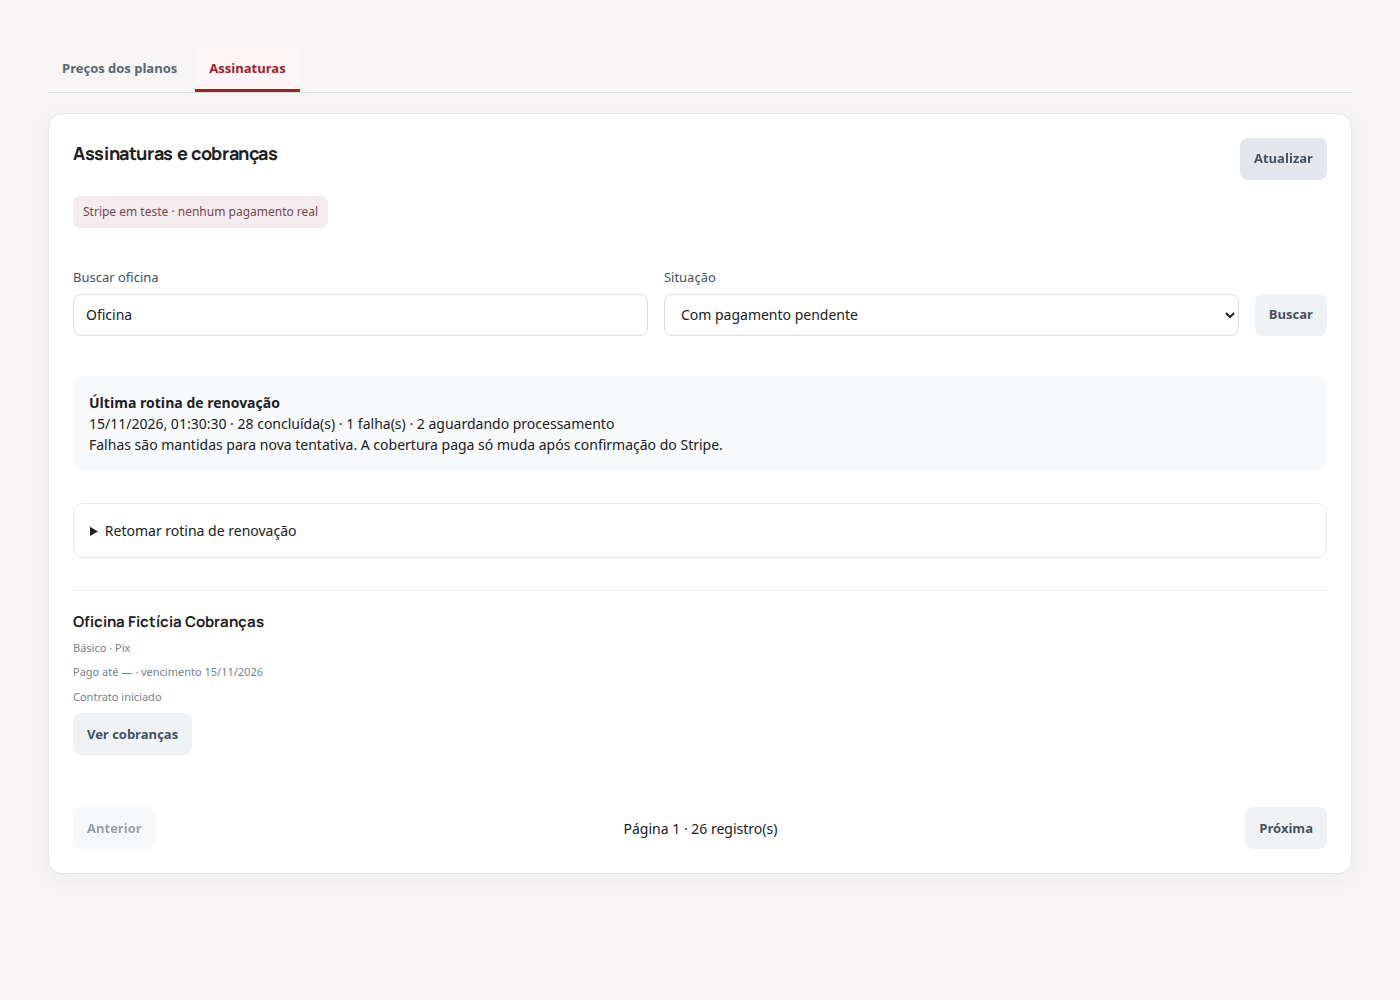 Preços dos planos
Assinaturas
Assinaturas e cobranças
Atualizar
Stripe em teste · nenhum pagamento real
Buscar oficina
Situação
Oficina
Com pagamento pendente
Buscar
Última rotina de renovação
15/11/2026, 01:30:30 · 28 concluída(s) · 1 falha(s) · 2 aguardando processamento
Falhas são mantidas para nova tentativa. A cobertura paga só muda após confirmação do Stripe.
Retomar rotina de renovação
Oficina Fictícia Cobranças
Básico · Pix
Pago até — · vencimento 15/11/2026
Contrato iniciado
Ver cobranças
Anterior
Página 1 · 26 registro(s)
Próxima